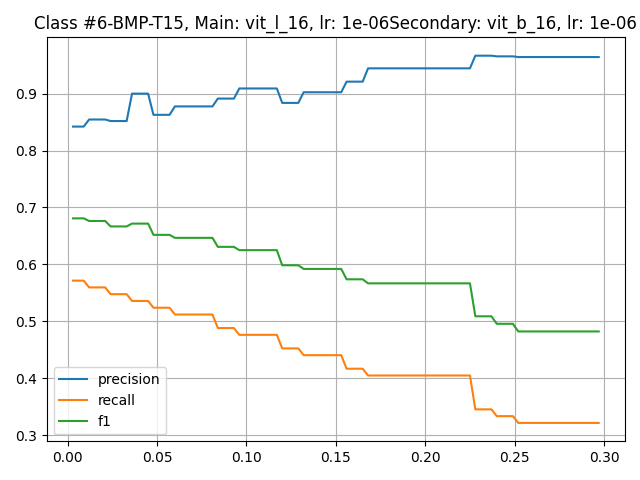 Class #6-BMP-T15, Main: vit_l_16, lr: 1e-06Secondary: vit_b_16, lr: 1e-06
0.9
0.8
0.7
0.6
0.5
0.4
0.3
precision
recall
f1
0.00 0.05 0.10 0.15 0.20 0.25 0.30